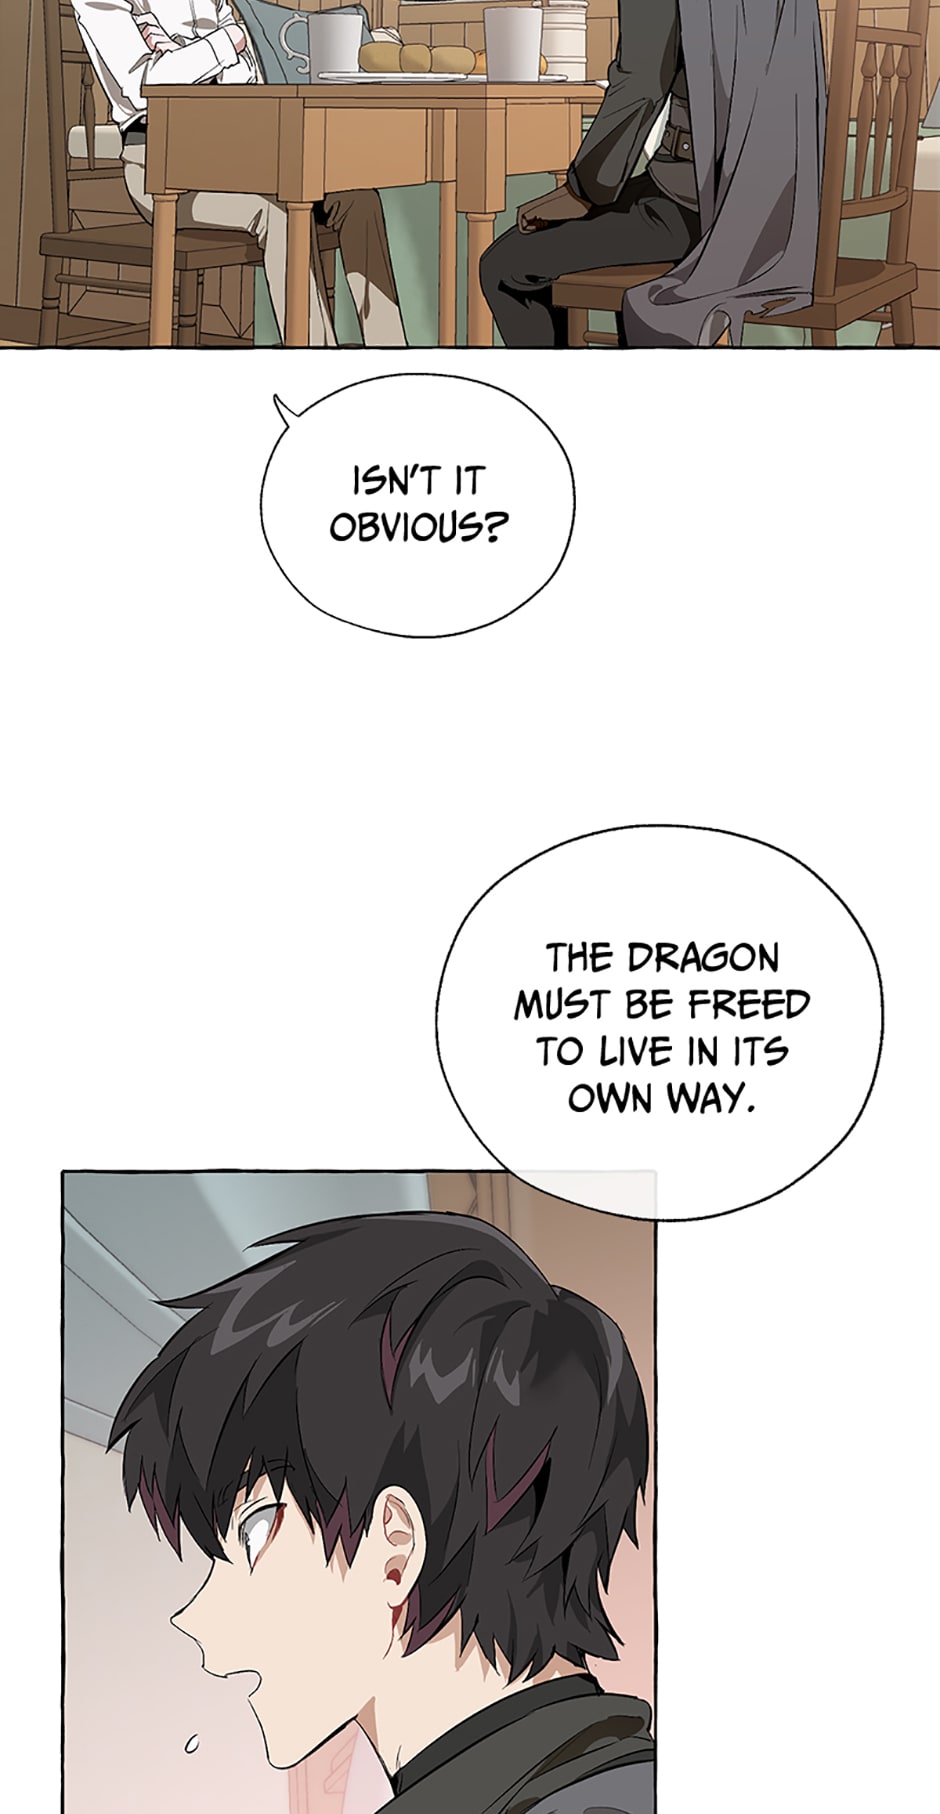 ISN'T IT
OBVIOUS?
THE DRAGON
MUST BE FREED
TO LIVE IN ITS
OWN WAY.